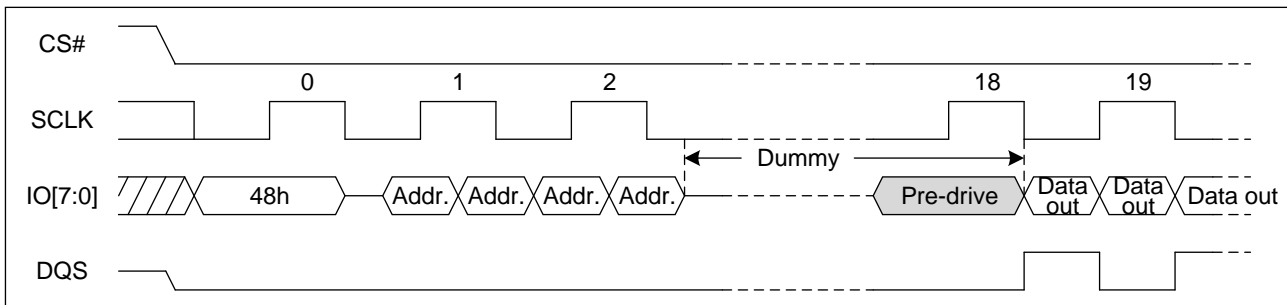 CS#
0 1 2 18 19
SCLK
Dummy
IO[7:0] 48h Addr. Addr. Addr. Addr. Pre-drive Data out Data out Data out
DQS